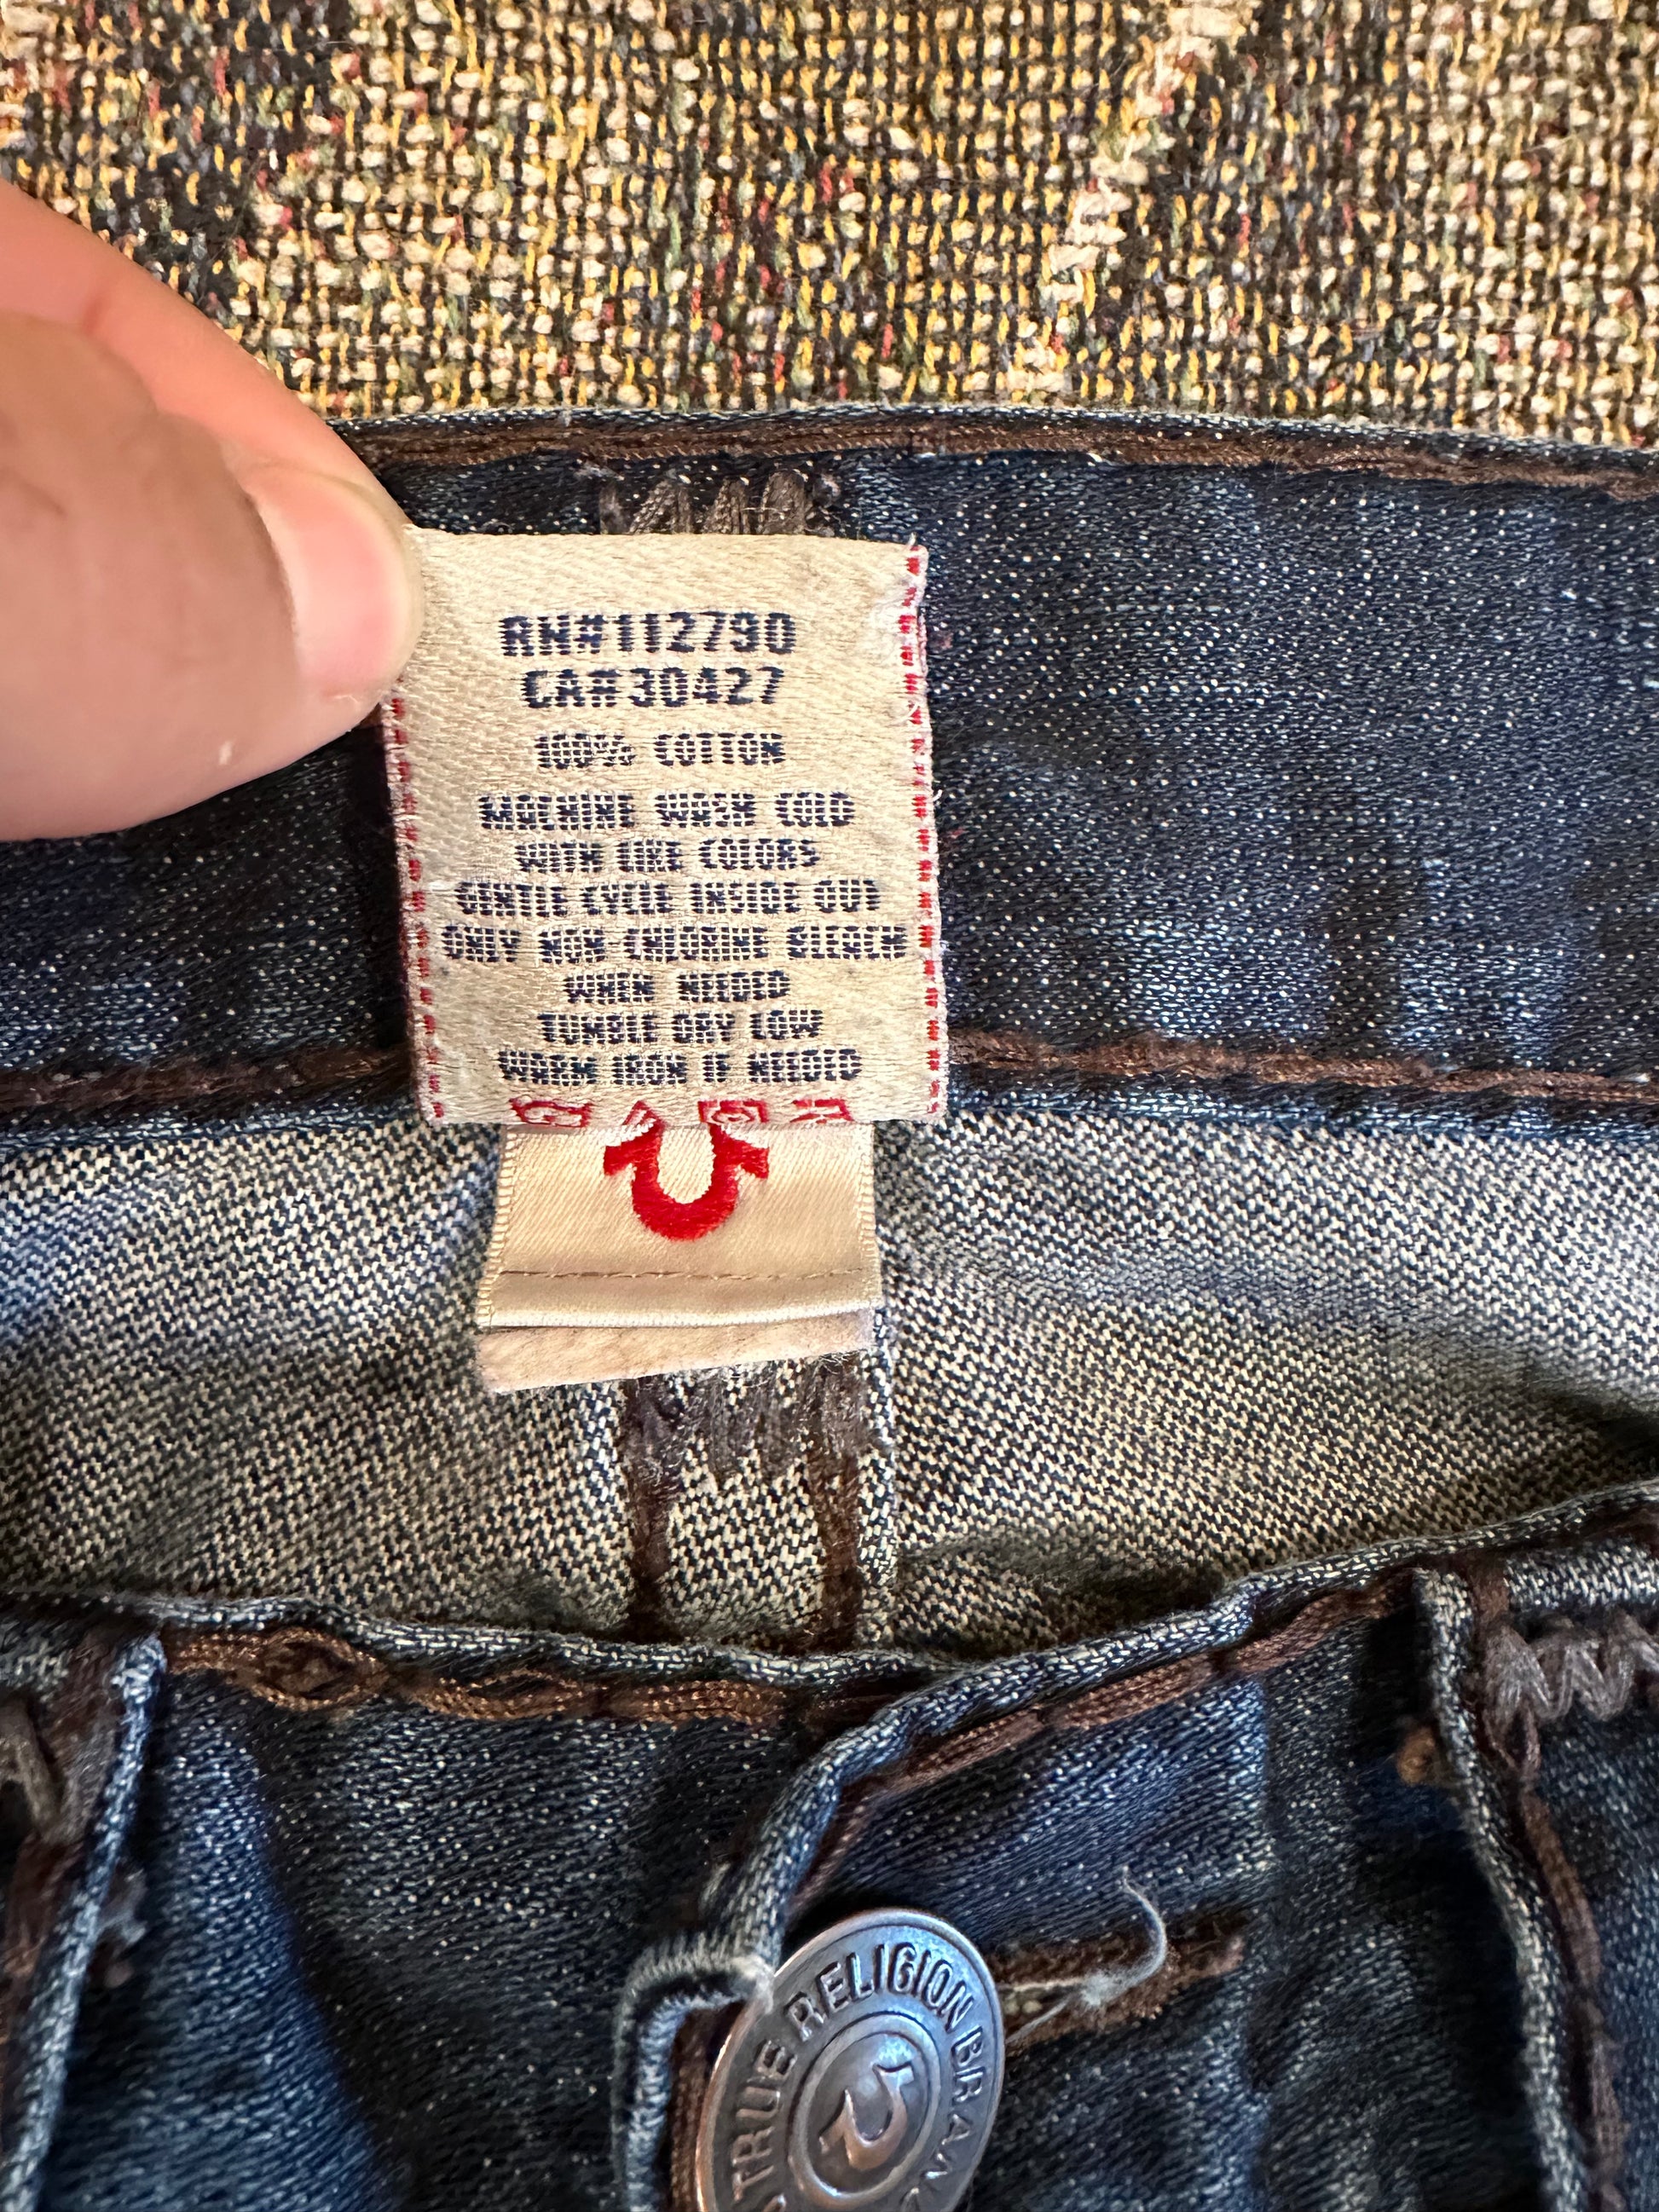 RN#112790
CA#30427
100% COTTON
MACHINE WASH COLD
WITH LIKE COLORS
GENTLE CYCLE INSIDE OUT
ONLY NON CHLORINE BLEACH
WHEN NEEDED
TUMBLE DRY LOW
WARM IRON IF NEEDED
TRUE RELIGION BRAN